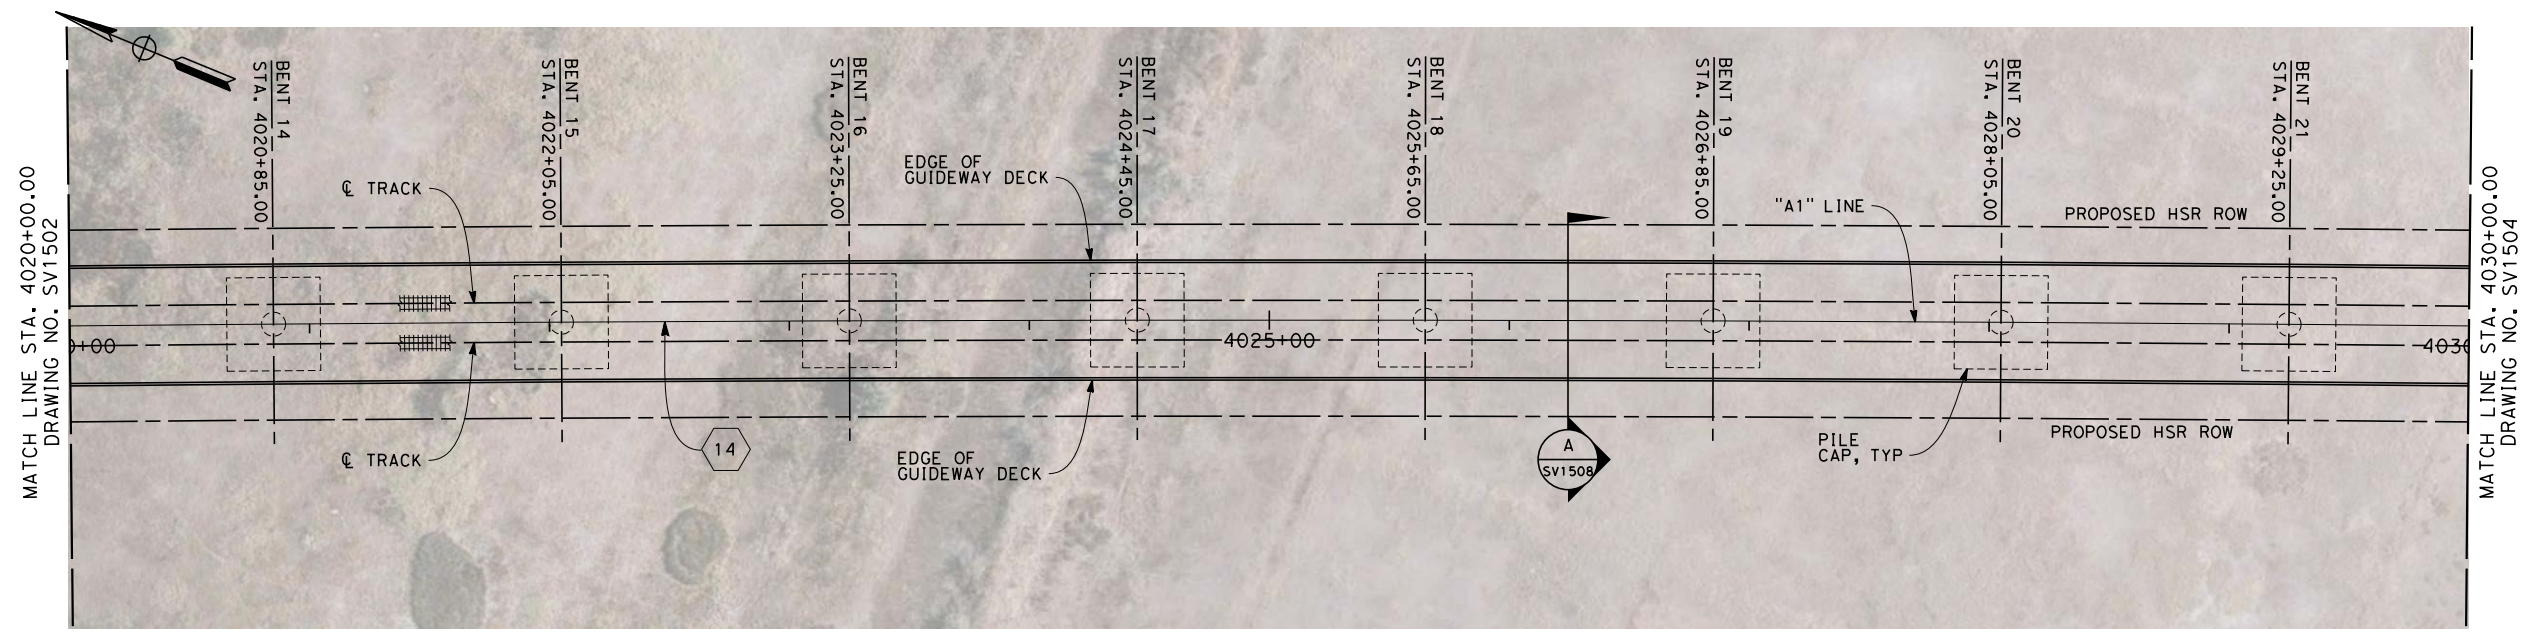 MATCH LINE STA. 4020+00.00
DRAWING NO. SV1502
BENT 14
STA. 4020+85.00
BENT 15
STA. 4022+05.00
BENT 16
STA. 4023+25.00
BENT 17
STA. 4024+45.00
BENT 18
STA. 4025+65.00
BENT 19
STA. 4026+85.00
BENT 20
STA. 4028+05.00
BENT 21
STA. 4029+25.00
℄ TRACK
EDGE OF
GUIDEWAY DECK
"A1" LINE
PROPOSED HSR ROW
0+00
4025+00
4030
℄ TRACK
14
EDGE OF
GUIDEWAY DECK
A
SV1508
PILE
CAP, TYP
PROPOSED HSR ROW
MATCH LINE STA. 4030+00.00
DRAWING NO. SV1504